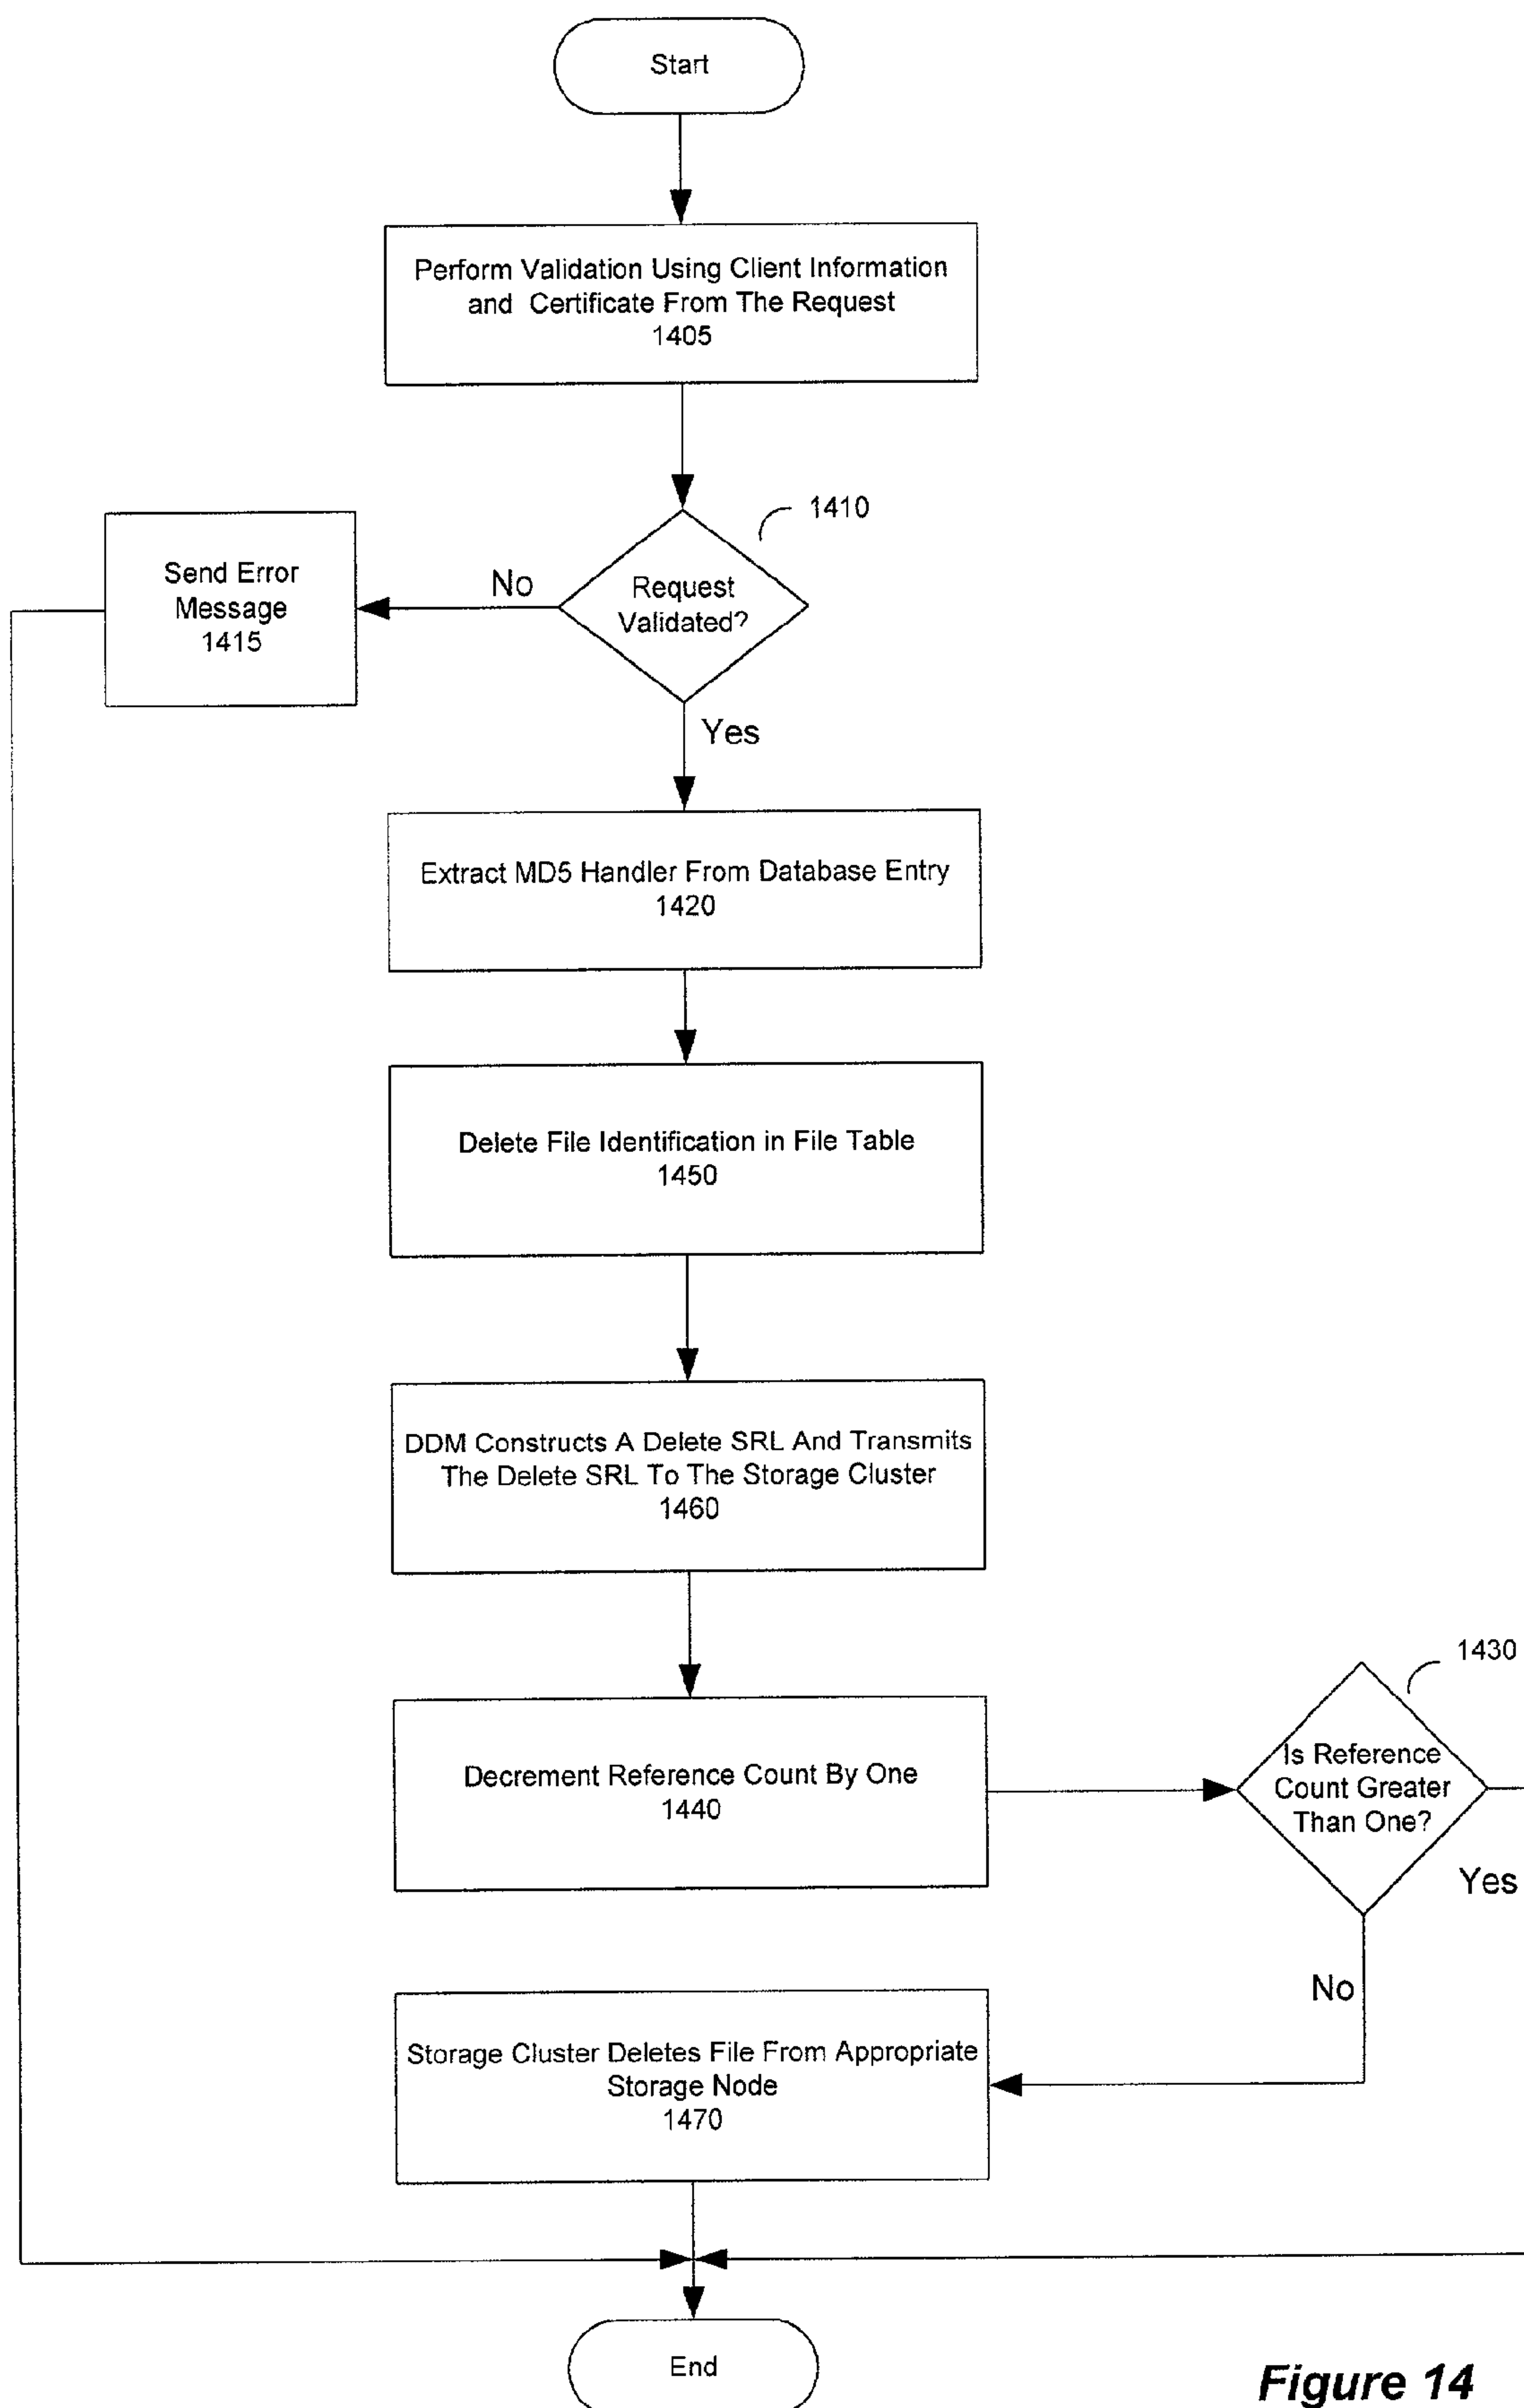 Start
Perform Validation Using Client Information
and Certificate From The Request
1405
1410
Send Error
Message
1415
No
Request
Validated?
Yes
Extract MD5 Handler From Database Entry
1420
Delete File Identification in File Table
1450
DDM Constructs A Delete SRL And Transmits
The Delete SRL To The Storage Cluster
1460
1430
Decrement Reference Count By One
1440
Is Reference
Count Greater
Than One?
Yes
No
Storage Cluster Deletes File From Appropriate
Storage Node
1470
End
Figure 14